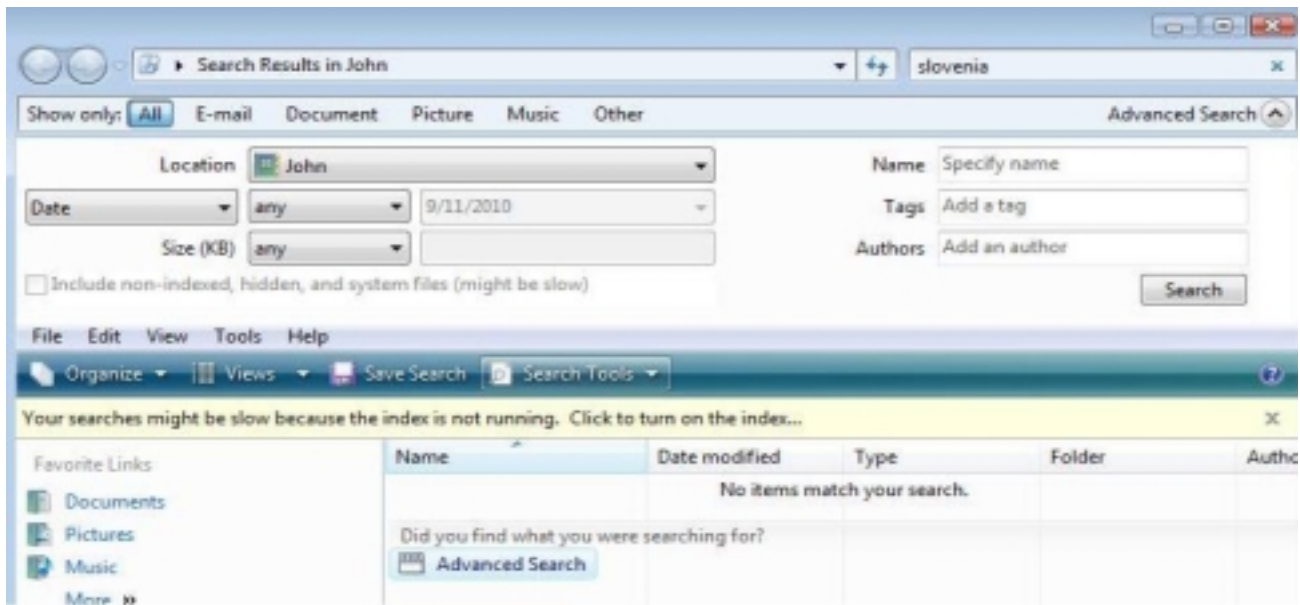 Search Results in John slovenia
Show only: All E-mail Document Picture Music Other Advanced Search
Location John Name Specify name
Date any 9/11/2010 Tags Add a tag
Size (KB) any Authors Add an author
Include non-indexed, hidden, and system files (might be slow)
Search
File Edit View Tools Help
Organize Views Save Search Search Tools
Your searches might be slow because the index is not running. Click to turn on the index...
Favorite Links
Name Date modified Type Folder Autho
Documents
No items match your search.
Pictures
Did you find what you were searching for?
Music
Advanced Search
More »